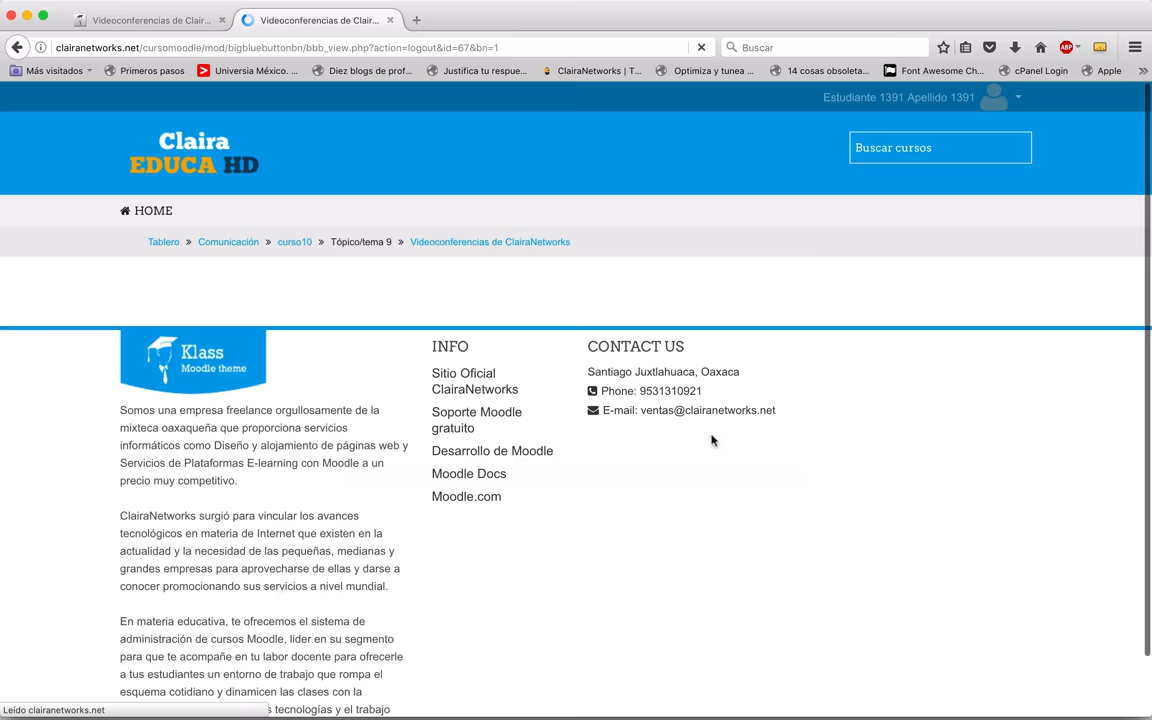 Videoconferencias de Clair...
Videoconferencias de Clair...
clairanetworks.net/cursomoodle/mod/bigbluebuttonbn/bbb_view.php?action=logout&id=67&bn=1
Buscar
ABP
Más visitados
Primeros pasos
Universia México. ...
Diez blogs de prof...
Justifica tu respue...
ClairaNetworks | T...
Optimiza y tunea ...
14 cosas obsoleta...
Font Awesome Ch...
cPanel Login
Apple
Estudiante 1391 Apellido 1391
Claira
EDUCA HD
Buscar cursos
HOME
Tablero » Comunicación » curso10 » Tópico/tema 9 » Videoconferencias de ClairaNetworks
Klass
Moodle theme
Somos una empresa freelance orgullosamente de la
mixteca oaxaqueña que proporciona servicios
informáticos como Diseño y alojamiento de páginas web y
Servicios de Plataformas E-learning con Moodle a un
precio muy competitivo.
ClairaNetworks surgió para vincular los avances
tecnológicos en materia de Internet que existen en la
actualidad y la necesidad de las pequeñas, medianas y
grandes empresas para aprovecharse de ellas y darse a
conocer promocionando sus servicios a nivel mundial.
En materia educativa, te ofrecemos el sistema de
administración de cursos Moodle, lider en su segmento
para que te acompañe en tu labor docente para ofrecerle
a tus estudiantes un entorno de trabajo que rompa el
esquema cotidiano y dinamicen las clases con la
s tecnologías y el trabajo
INFO
Sitio Oficial
ClairaNetworks
Soporte Moodle
gratuito
Desarrollo de Moodle
Moodle Docs
Moodle.com
CONTACT US
Santiago Juxtlahuaca, Oaxaca
Phone: 9531310921
E-mail: ventas@clairanetworks.net
Leído clairanetworks.net